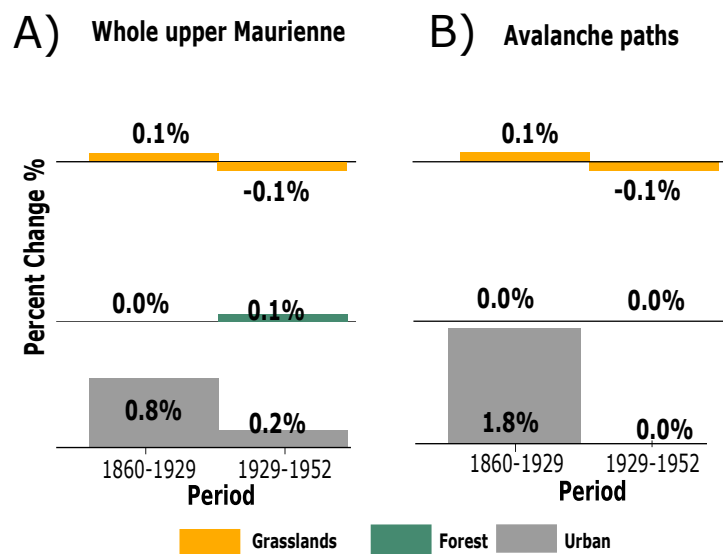 A) Whole upper Maurienne
B) Avalanche paths
Percent Change %
0.1%
-0.1%
0.0%
0.1%
0.8%
0.2%
1860-1929
1929-1952
Period
0.1%
-0.1%
0.0%
0.0%
1.8%
0.0%
1860-1929
1929-1952
Period
Grasslands
Forest
Urban